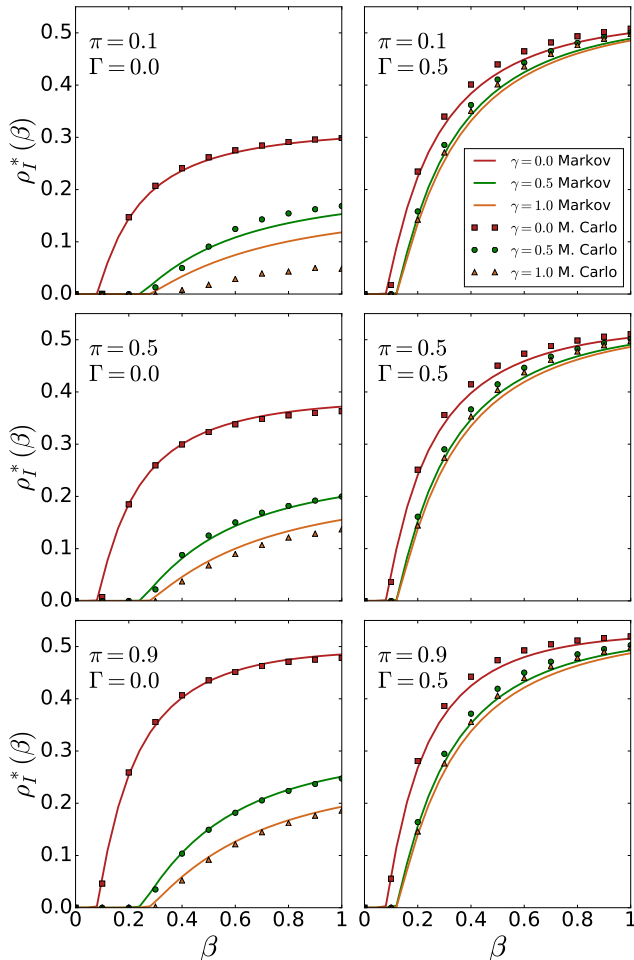 π = 0.1
Γ = 0.0
π = 0.1
Γ = 0.5
0.5
0.4
0.3
0.2
0.1
0.0
ρ_I*(β)
γ = 0.0 Markov
γ = 0.5 Markov
γ = 1.0 Markov
γ = 0.0 M. Carlo
γ = 0.5 M. Carlo
γ = 1.0 M. Carlo
π = 0.5
Γ = 0.0
π = 0.5
Γ = 0.5
0.5
0.4
0.3
0.2
0.1
0.0
ρ_I*(β)
π = 0.9
Γ = 0.0
π = 0.9
Γ = 0.5
0.5
0.4
0.3
0.2
0.1
0.0
ρ_I*(β)
0 0.2 0.4 0.6 0.8 1 0 0.2 0.4 0.6 0.8 1
β β